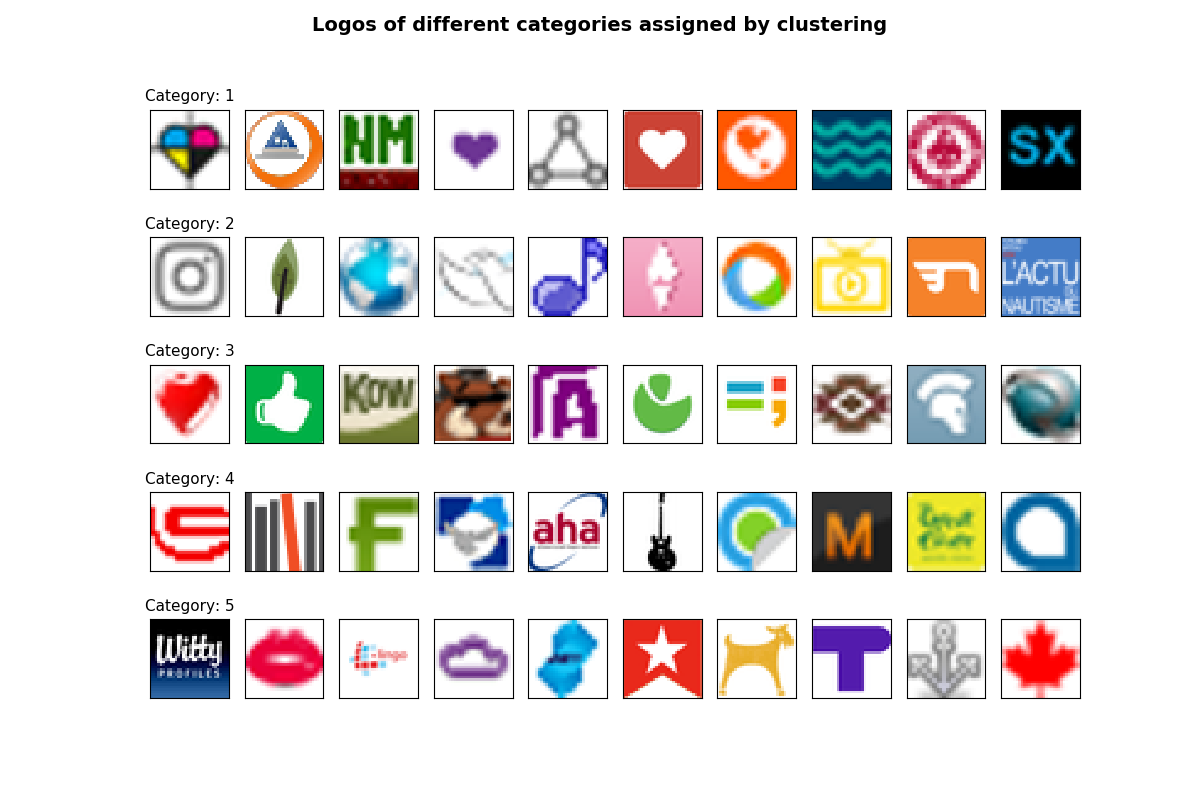 Logos of different categories assigned by clustering
Category: 1
NM
SX
Category: 2
L'ACTU
NAUTISME
Category: 3
KOW
A
Category: 4
S
F
aha
M
Category: 5
Witty
PROFILES
lingo
T